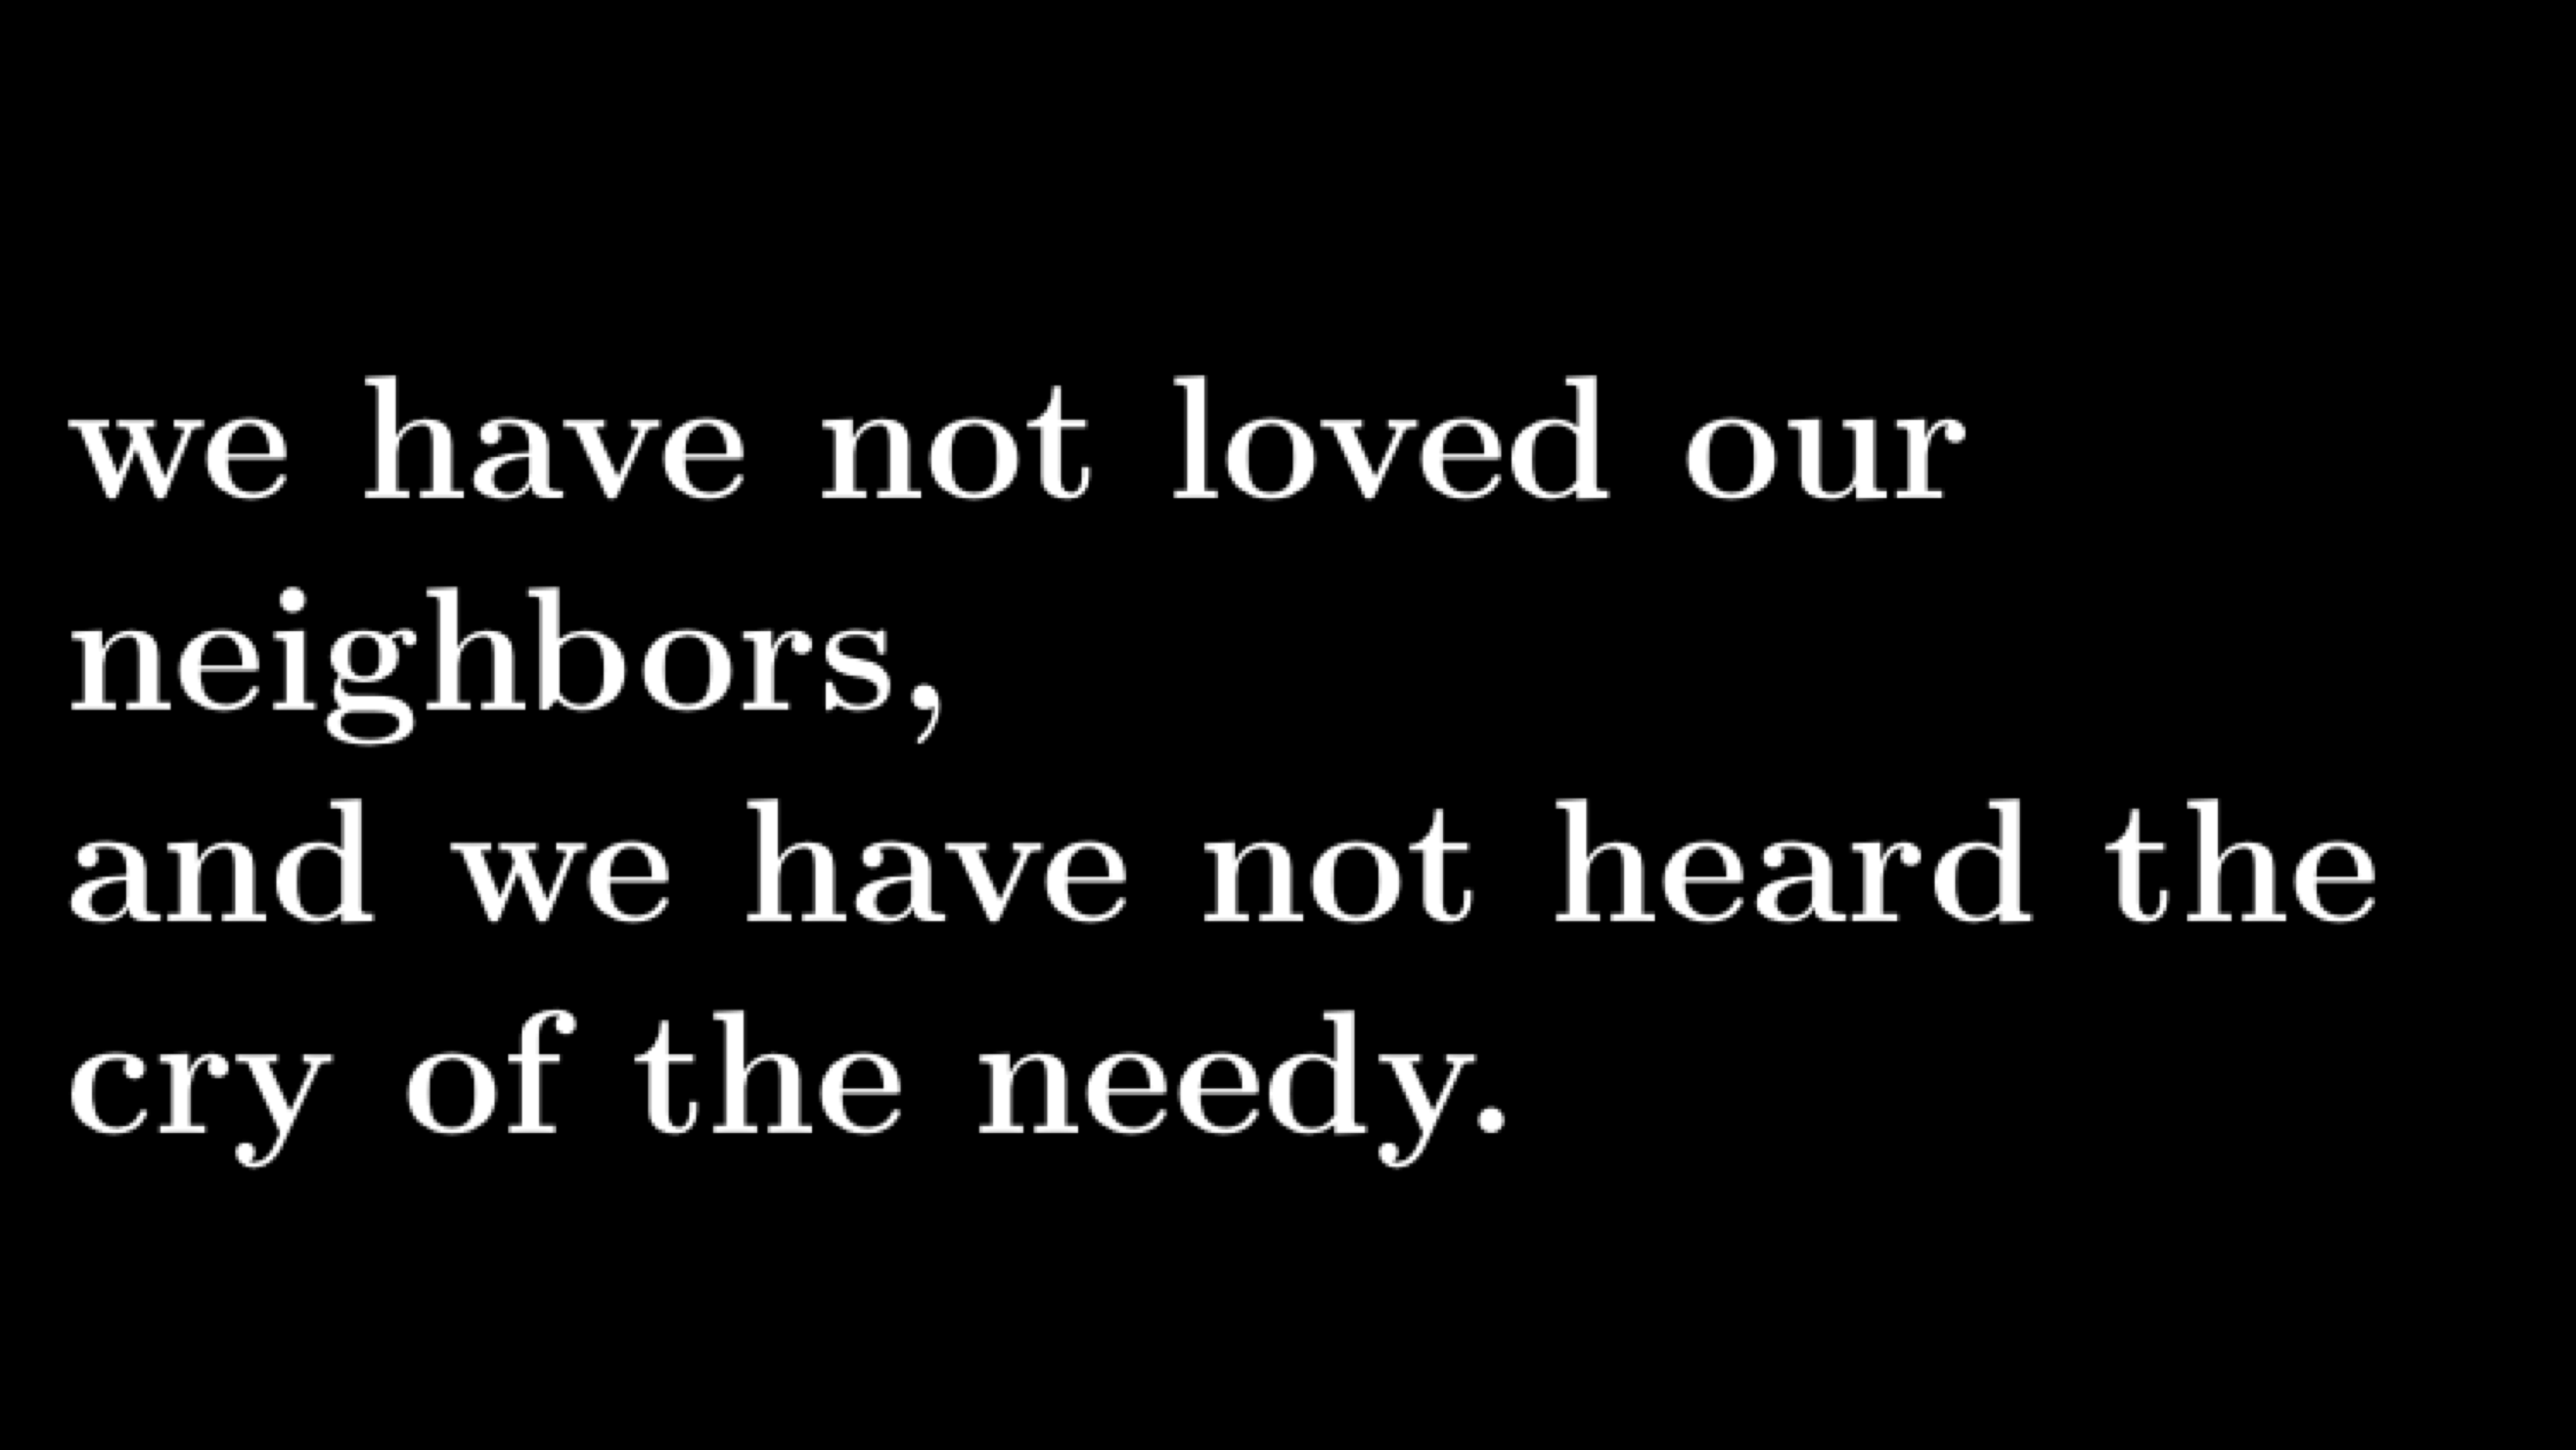 we have not loved our
neighbors,
and we have not heard the
cry of the needy.